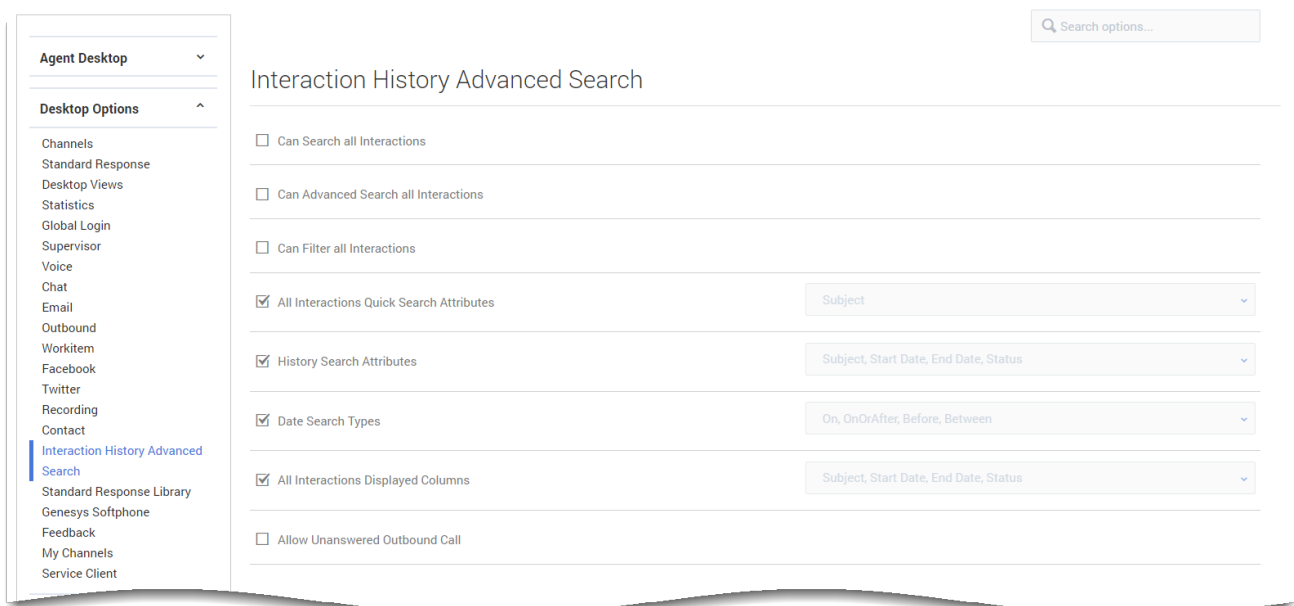 Search options...
Agent Desktop
Interaction History Advanced Search
Desktop Options
Channels
Standard Response
Desktop Views
Statistics
Global Login
Supervisor
Voice
Chat
Email
Outbound
Workitem
Facebook
Twitter
Recording
Contact
Interaction History Advanced
Search
Standard Response Library
Genesys Softphone
Feedback
My Channels
Service Client
Can Search all Interactions
Can Advanced Search all Interactions
Can Filter all Interactions
All Interactions Quick Search Attributes
Subject
History Search Attributes
Subject, Start Date, End Date, Status
Date Search Types
On, OnOrAfter, Before, Between
All Interactions Displayed Columns
Subject, Start Date, End Date, Status
Allow Unanswered Outbound Call